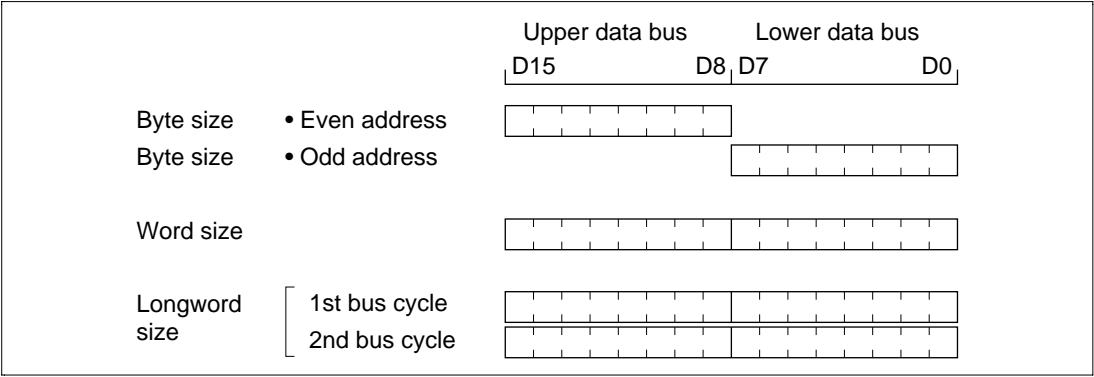 Upper data bus Lower data bus
D15 D8 D7 D0
Byte size • Even address
Byte size • Odd address
Word size
Longword size 1st bus cycle
2nd bus cycle